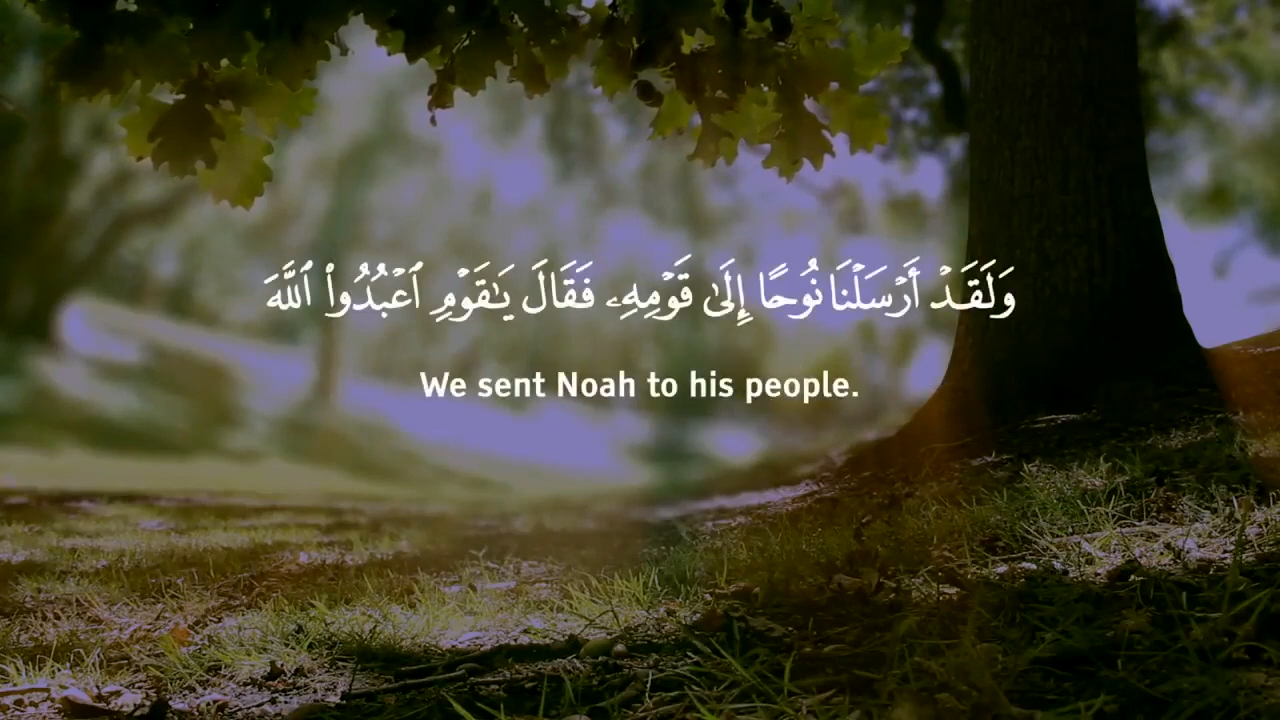 وَلَقَدْ أَرْسَلْنَا نُوحًا إِلَىٰ قَوْمِهِۦ فَقَالَ يَـٰقَوْمِ ٱعْبُدُوا۟ ٱللَّهَ
We sent Noah to his people.